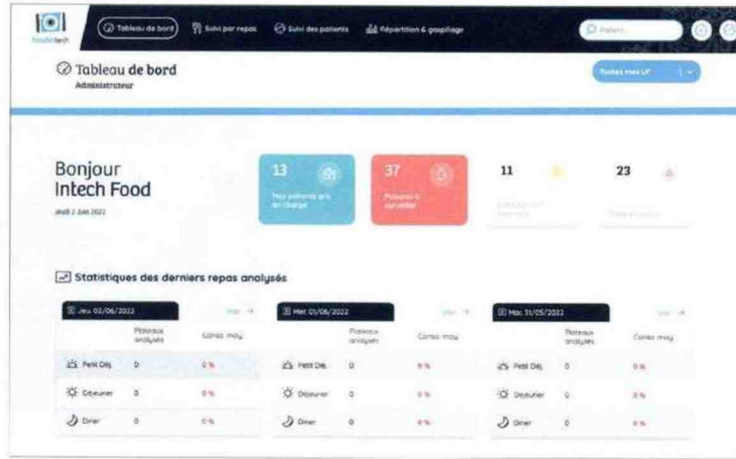 foodintech
Tableau de bord
Suivi par repas
Suivi des patients
Répartition & gaspillage
Patient...
Tableau de bord
Administrateur
Toutes mes UF
Bonjour
Intech Food
Jeudi 2 Juin 2022
13
Mes patients pris
en charge
37
Patients à
surveiller
11
23
Statistiques des derniers repas analysés
Jeu. 02/06/2022
Plateaux
analysés
Conso. moy.
Petit Déj. 0 0 %
Déjeuner 0 0 %
Diner 0 0 %
Mer. 01/06/2022
Plateaux
analysés
Conso. moy.
Petit Déj. 0 0 %
Déjeuner 0 0 %
Diner 0 0 %
Mar. 31/05/2022
Plateaux
analysés
Conso. moy.
Petit Déj. 0 0 %
Déjeuner 0 0 %
Diner 0 0 %